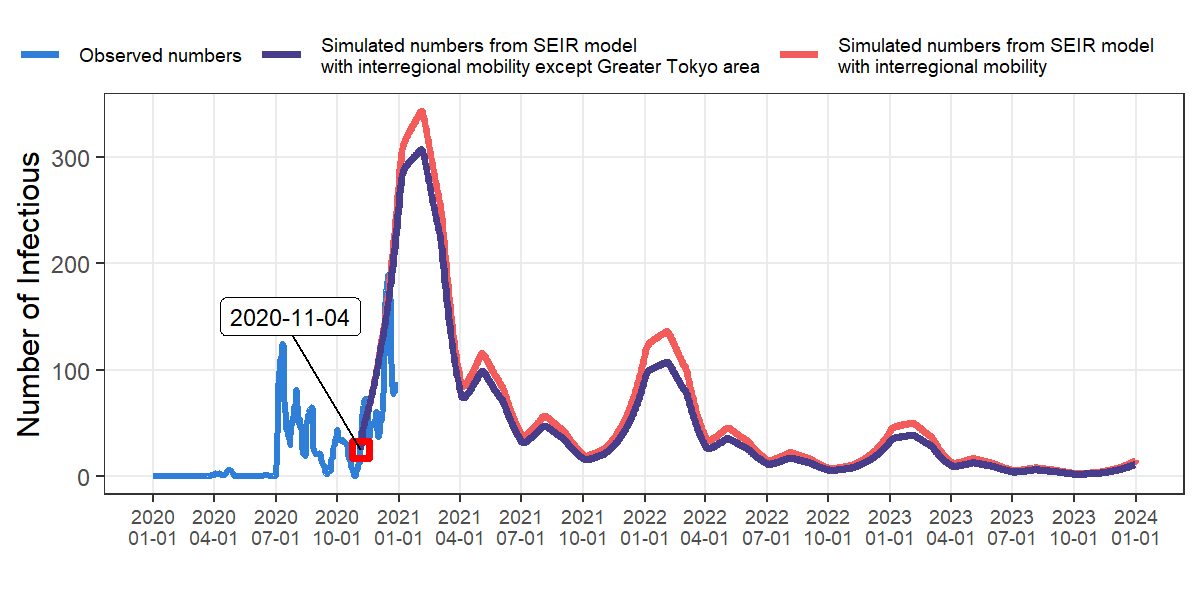 Observed numbers
Simulated numbers from SEIR model
with interregional mobility except Greater Tokyo area
Simulated numbers from SEIR model
with interregional mobility
Number of Infectious
300
200
100
0
2020-11-04
2020 2020 2020 2020 2021 2021 2021 2021 2022 2022 2022 2022 2023 2023 2023 2023 2024
01-01 04-01 07-01 10-01 01-01 04-01 07-01 10-01 01-01 04-01 07-01 10-01 01-01 04-01 07-01 10-01 01-01